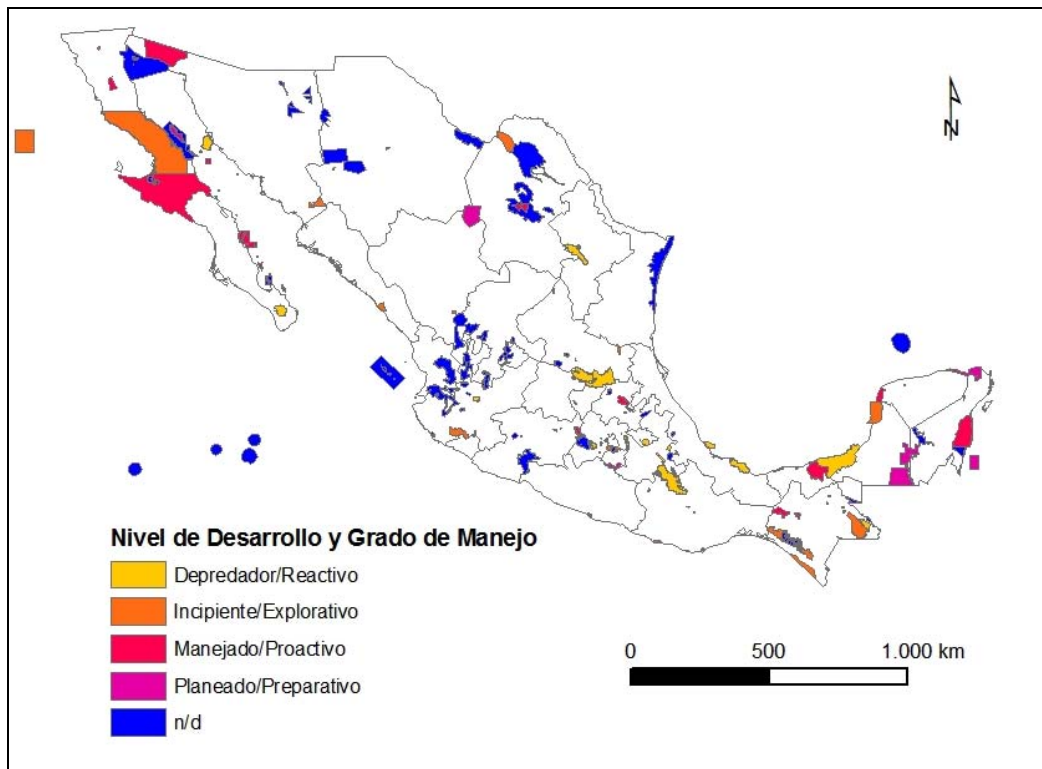 N
Nivel de Desarrollo y Grado de Manejo
Depredador/Reactivo
Incipiente/Explorativo
Manejado/Proactivo
Planeado/Preparativo
n/d
0 500 1.000 km